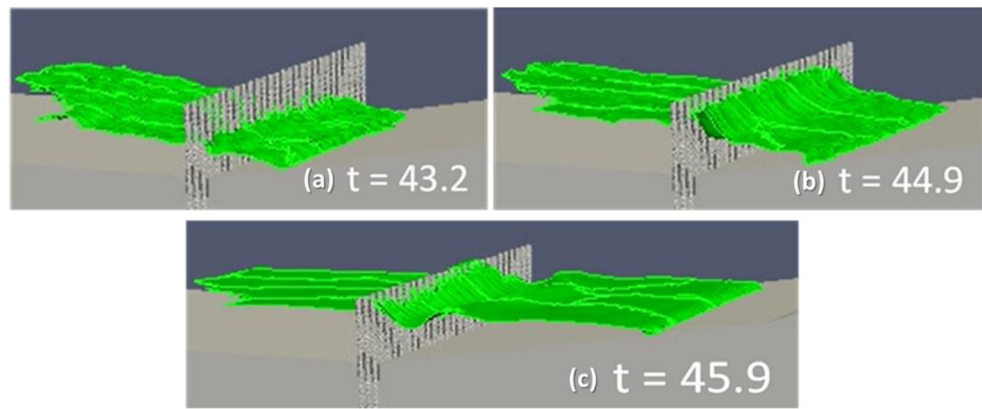 (a) t = 43.2
(b) t = 44.9
(c) t = 45.9